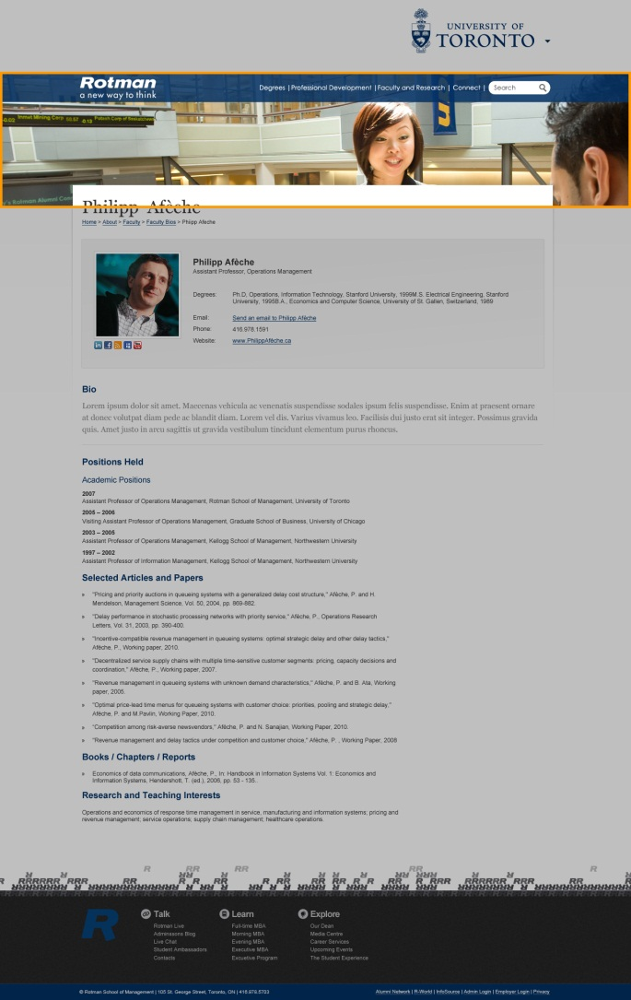 UNIVERSITY OF
TORONTO
Rotman
a new way to think
Degrees | Professional Development | Faculty and Research | Connect |
Search
Philipp Afèche
Home > About > Faculty > Faculty Bios > Philipp Afeche
Philipp Afèche
Assistant Professor, Operations Management
Degrees:
Ph.D, Operations, Information Technology, Stanford University, 1999M.S. Electrical Engineering, Stanford
University, 1995B.A., Economics and Computer Science, University of St. Gallen, Switzerland, 1989
Email:
Send an email to Philipp Afèche
Phone:
416.978.1591
Website:
www.PhilippAfèche.ca
Bio
Lorem ipsum dolor sit amet. Maecenas vehicula ac venenatis suspendisse sodales ipsum felis suspendisse. Enim at praesent ornare
at donec volutpat diam pede ac blandit diam. Lorem vel dis. Varius vivamus leo. Facilisis dui justo erat sit integer. Possimus gravida
quis. Amet justo in arcu sagittis ut gravida vestibulum tincidunt elementum purus rhoncus.
Positions Held
Academic Positions
2007
Assistant Professor of Operations Management, Rotman School of Management, University of Toronto
2005 – 2006
Visiting Assistant Professor of Operations Management, Graduate School of Business, University of Chicago
2003 – 2005
Assistant Professor of Operations Management, Kellogg School of Management, Northwestern University
1997 – 2002
Assistant Professor of Information Management, Kellogg School of Management, Northwestern University
Selected Articles and Papers
"Pricing and priority auctions in queueing systems with a generalized delay cost structure," Afèche, P. and H.
Mendelson, Management Science, Vol. 50, 2004, pp. 869-882.
"Delay performance in stochastic processing networks with priority service," Afèche, P., Operations Research
Letters, Vol. 31, 2003, pp. 390-400.
"Incentive-compatible revenue management in queueing systems: optimal strategic delay and other delay tactics,"
Afèche, P., Working paper, 2010.
"Decentralized service supply chains with multiple time-sensitive customer segments: pricing, capacity decisions and
coordination," Afèche, P., Working paper, 2007.
"Revenue management in queueing systems with unknown demand characteristics," Afèche, P. and B. Ata, Working
paper, 2005.
"Optimal price-lead time menus for queueing systems with customer choice: priorities, pooling and strategic delay,"
Afèche, P. and M.Pavlin, Working Paper, 2010.
"Competition among risk-averse newsvendors," Afèche, P. and N. Sanajian, Working Paper, 2010.
"Revenue management and delay tactics under competition and customer choice," Afèche, P. , Working Paper, 2008
Books / Chapters / Reports
Economics of data communications, Afèche, P., In: Handbook in Information Systems Vol. 1: Economics and
Information Systems, Hendershott, T. (ed.), 2006, pp. 53 - 135..
Research and Teaching Interests
Operations and economics of response time management in service, manufacturing and information systems; pricing and
revenue management; service operations; supply chain management; healthcare operations.
R
Talk
Rotman Live
Admissions Blog
Live Chat
Student Ambassadors
Contacts
Learn
Full-time MBA
Morning MBA
Evening MBA
Executive MBA
Excuetive Program
Explore
Our Dean
Media Centre
Career Services
Upcoming Events
The Student Experience
© Rotman School of Management | 105 St. George Street, Toronto, ON | 416.978.5703
Alumni Network | R-World | InfoSource | Admin Login | Employer Login | Privacy